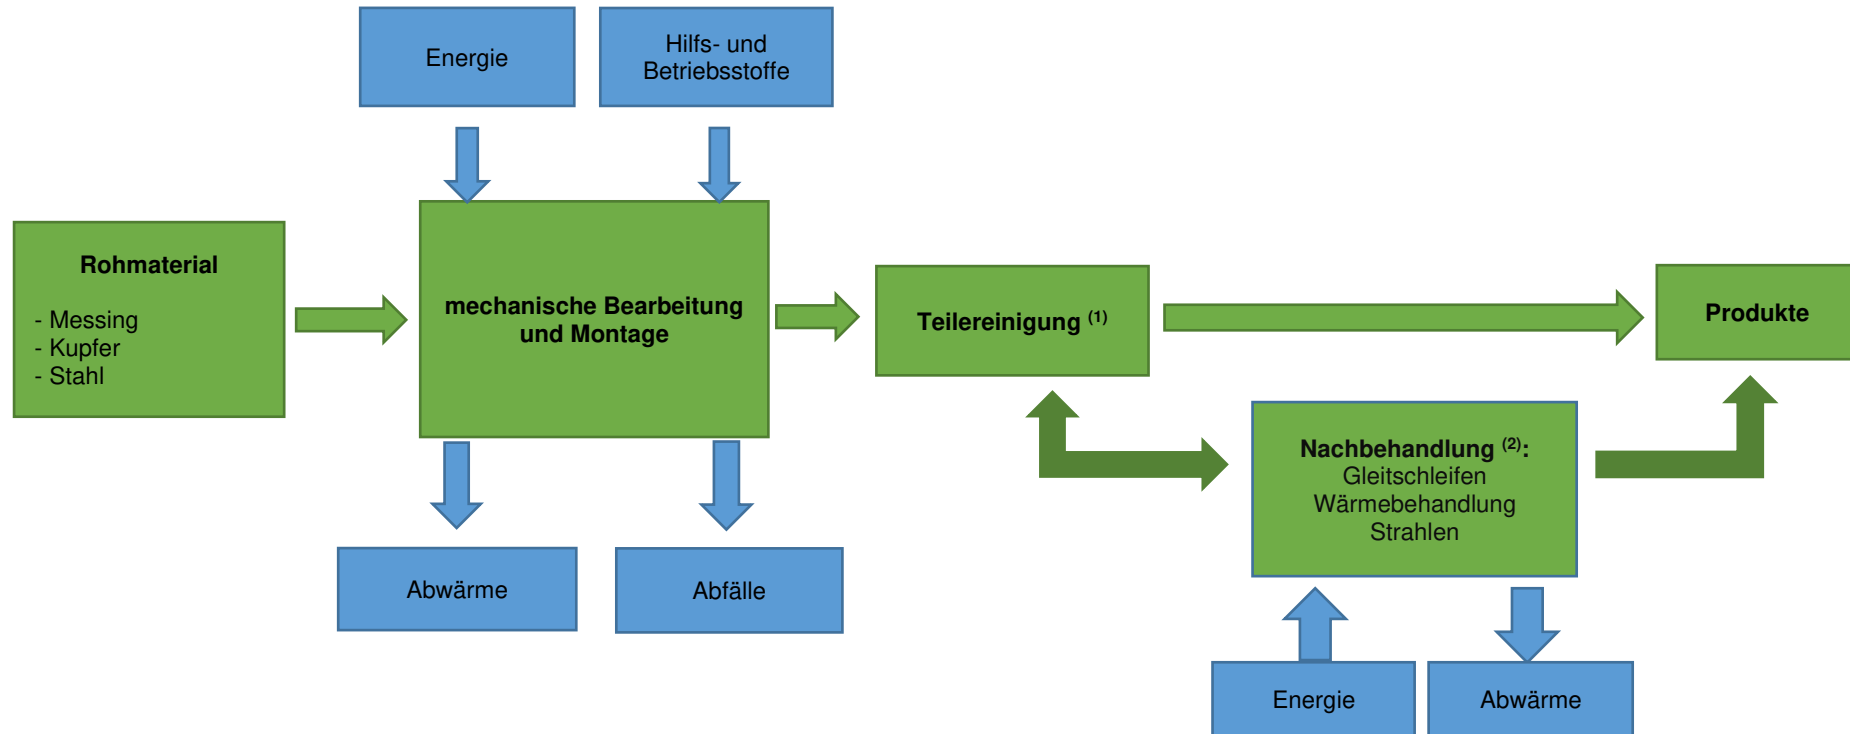 Energie
Hilfs- und
Betriebsstoffe
Rohmaterial
- Messing
- Kupfer
- Stahl
mechanische Bearbeitung
und Montage
Teilereinigung (1)
Produkte
Nachbehandlung (2):
Gleitschleifen
Wärmebehandlung
Strahlen
Abwärme
Abfälle
Energie
Abwärme